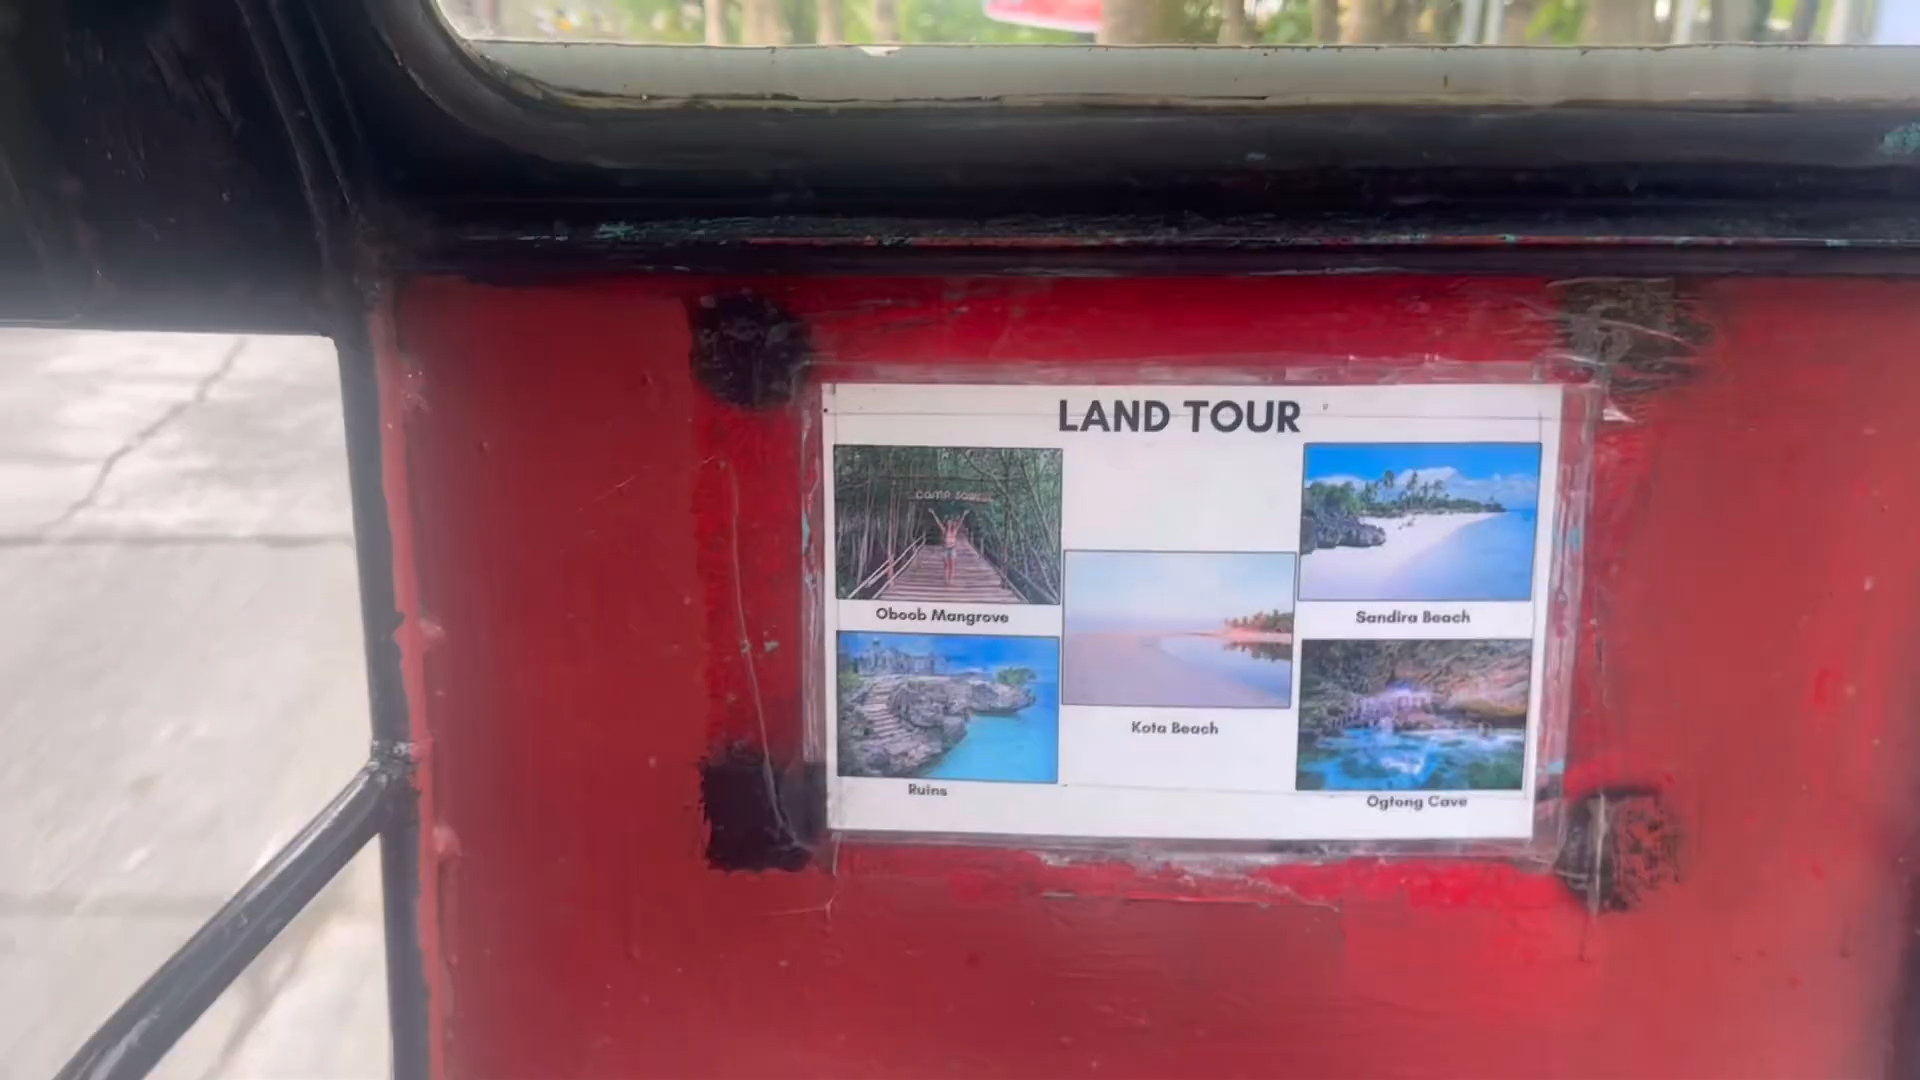 LAND TOUR
Oboob Mangrove
Sandira Beach
Kota Beach
Ruins
Ogtong Cave